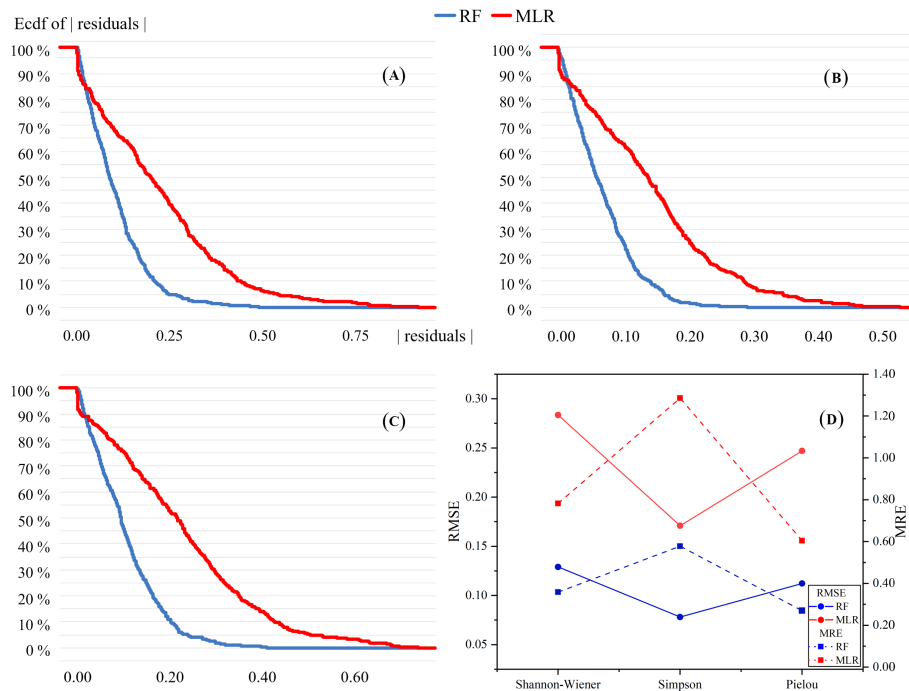 Ecdf of | residuals |
RF MLR
100 %
90 %
80 %
70 %
60 %
50 %
40 %
30 %
20 %
10 %
0 %
(A)
0.00 0.25 0.50 0.75 | residuals |
100 %
90 %
80 %
70 %
60 %
50 %
40 %
30 %
20 %
10 %
0 %
(B)
0.00 0.10 0.20 0.30 0.40 0.50
100 %
90 %
80 %
70 %
60 %
50 %
40 %
30 %
20 %
10 %
0 %
(C)
0.00 0.20 0.40 0.60
RMSE
0.30
0.25
0.20
0.15
0.10
0.05
(D)
1.40
1.20
1.00
0.80
0.60
0.40
0.20
0.00
MRE
RMSE
RF
MLR
MRE
RF
MLR
Shannon-Wiener Simpson Pielou